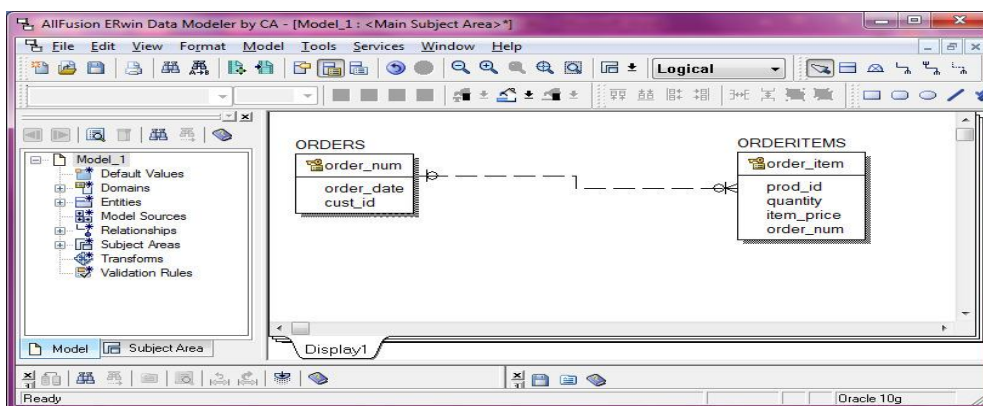 AllFusion ERwin Data Modeler by CA - [Model_1 : <Main Subject Area>*]
File Edit View Format Model Tools Services Window Help
Logical
Model_1
Default Values
Domains
Entities
Model Sources
Relationships
Subject Areas
Transforms
Validation Rules
Model Subject Area
ORDERS
order_num
order_date
cust_id
ORDERITEMS
order_item
prod_id
quantity
item_price
order_num
Display1
Ready
Oracle 10g